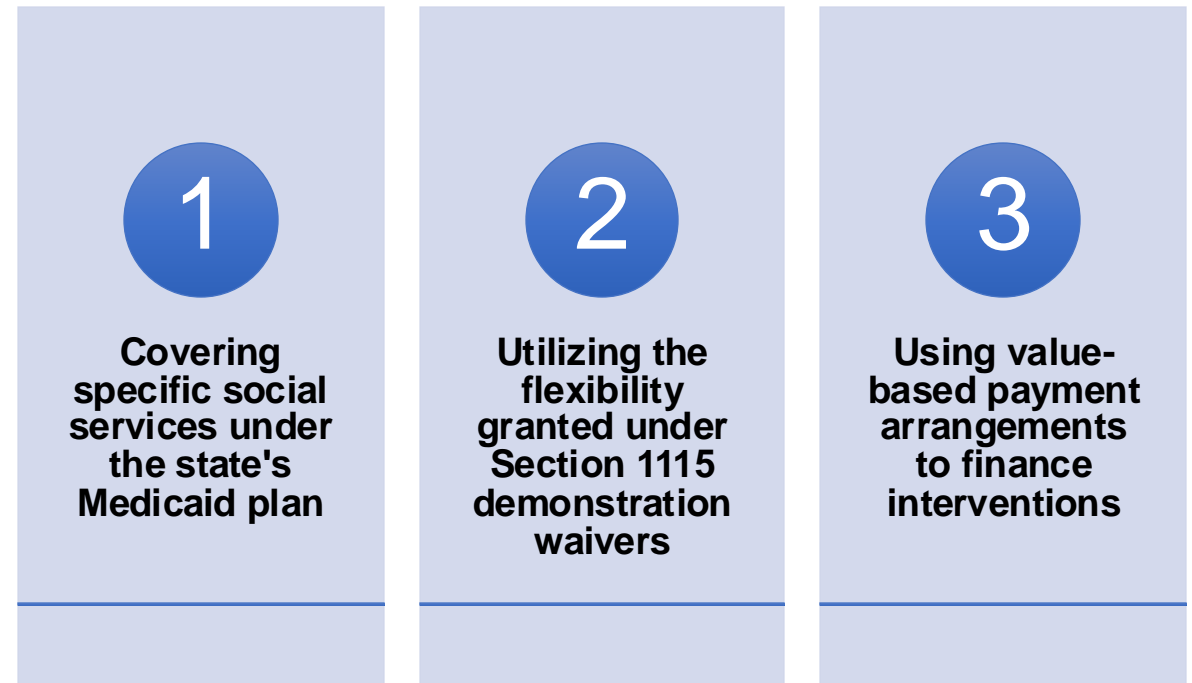 1
Covering
specific social
services under
the state's
Medicaid plan
2
Utilizing the
flexibility
granted under
Section 1115
demonstration
waivers
3
Using value-
based payment
arrangements
to finance
interventions